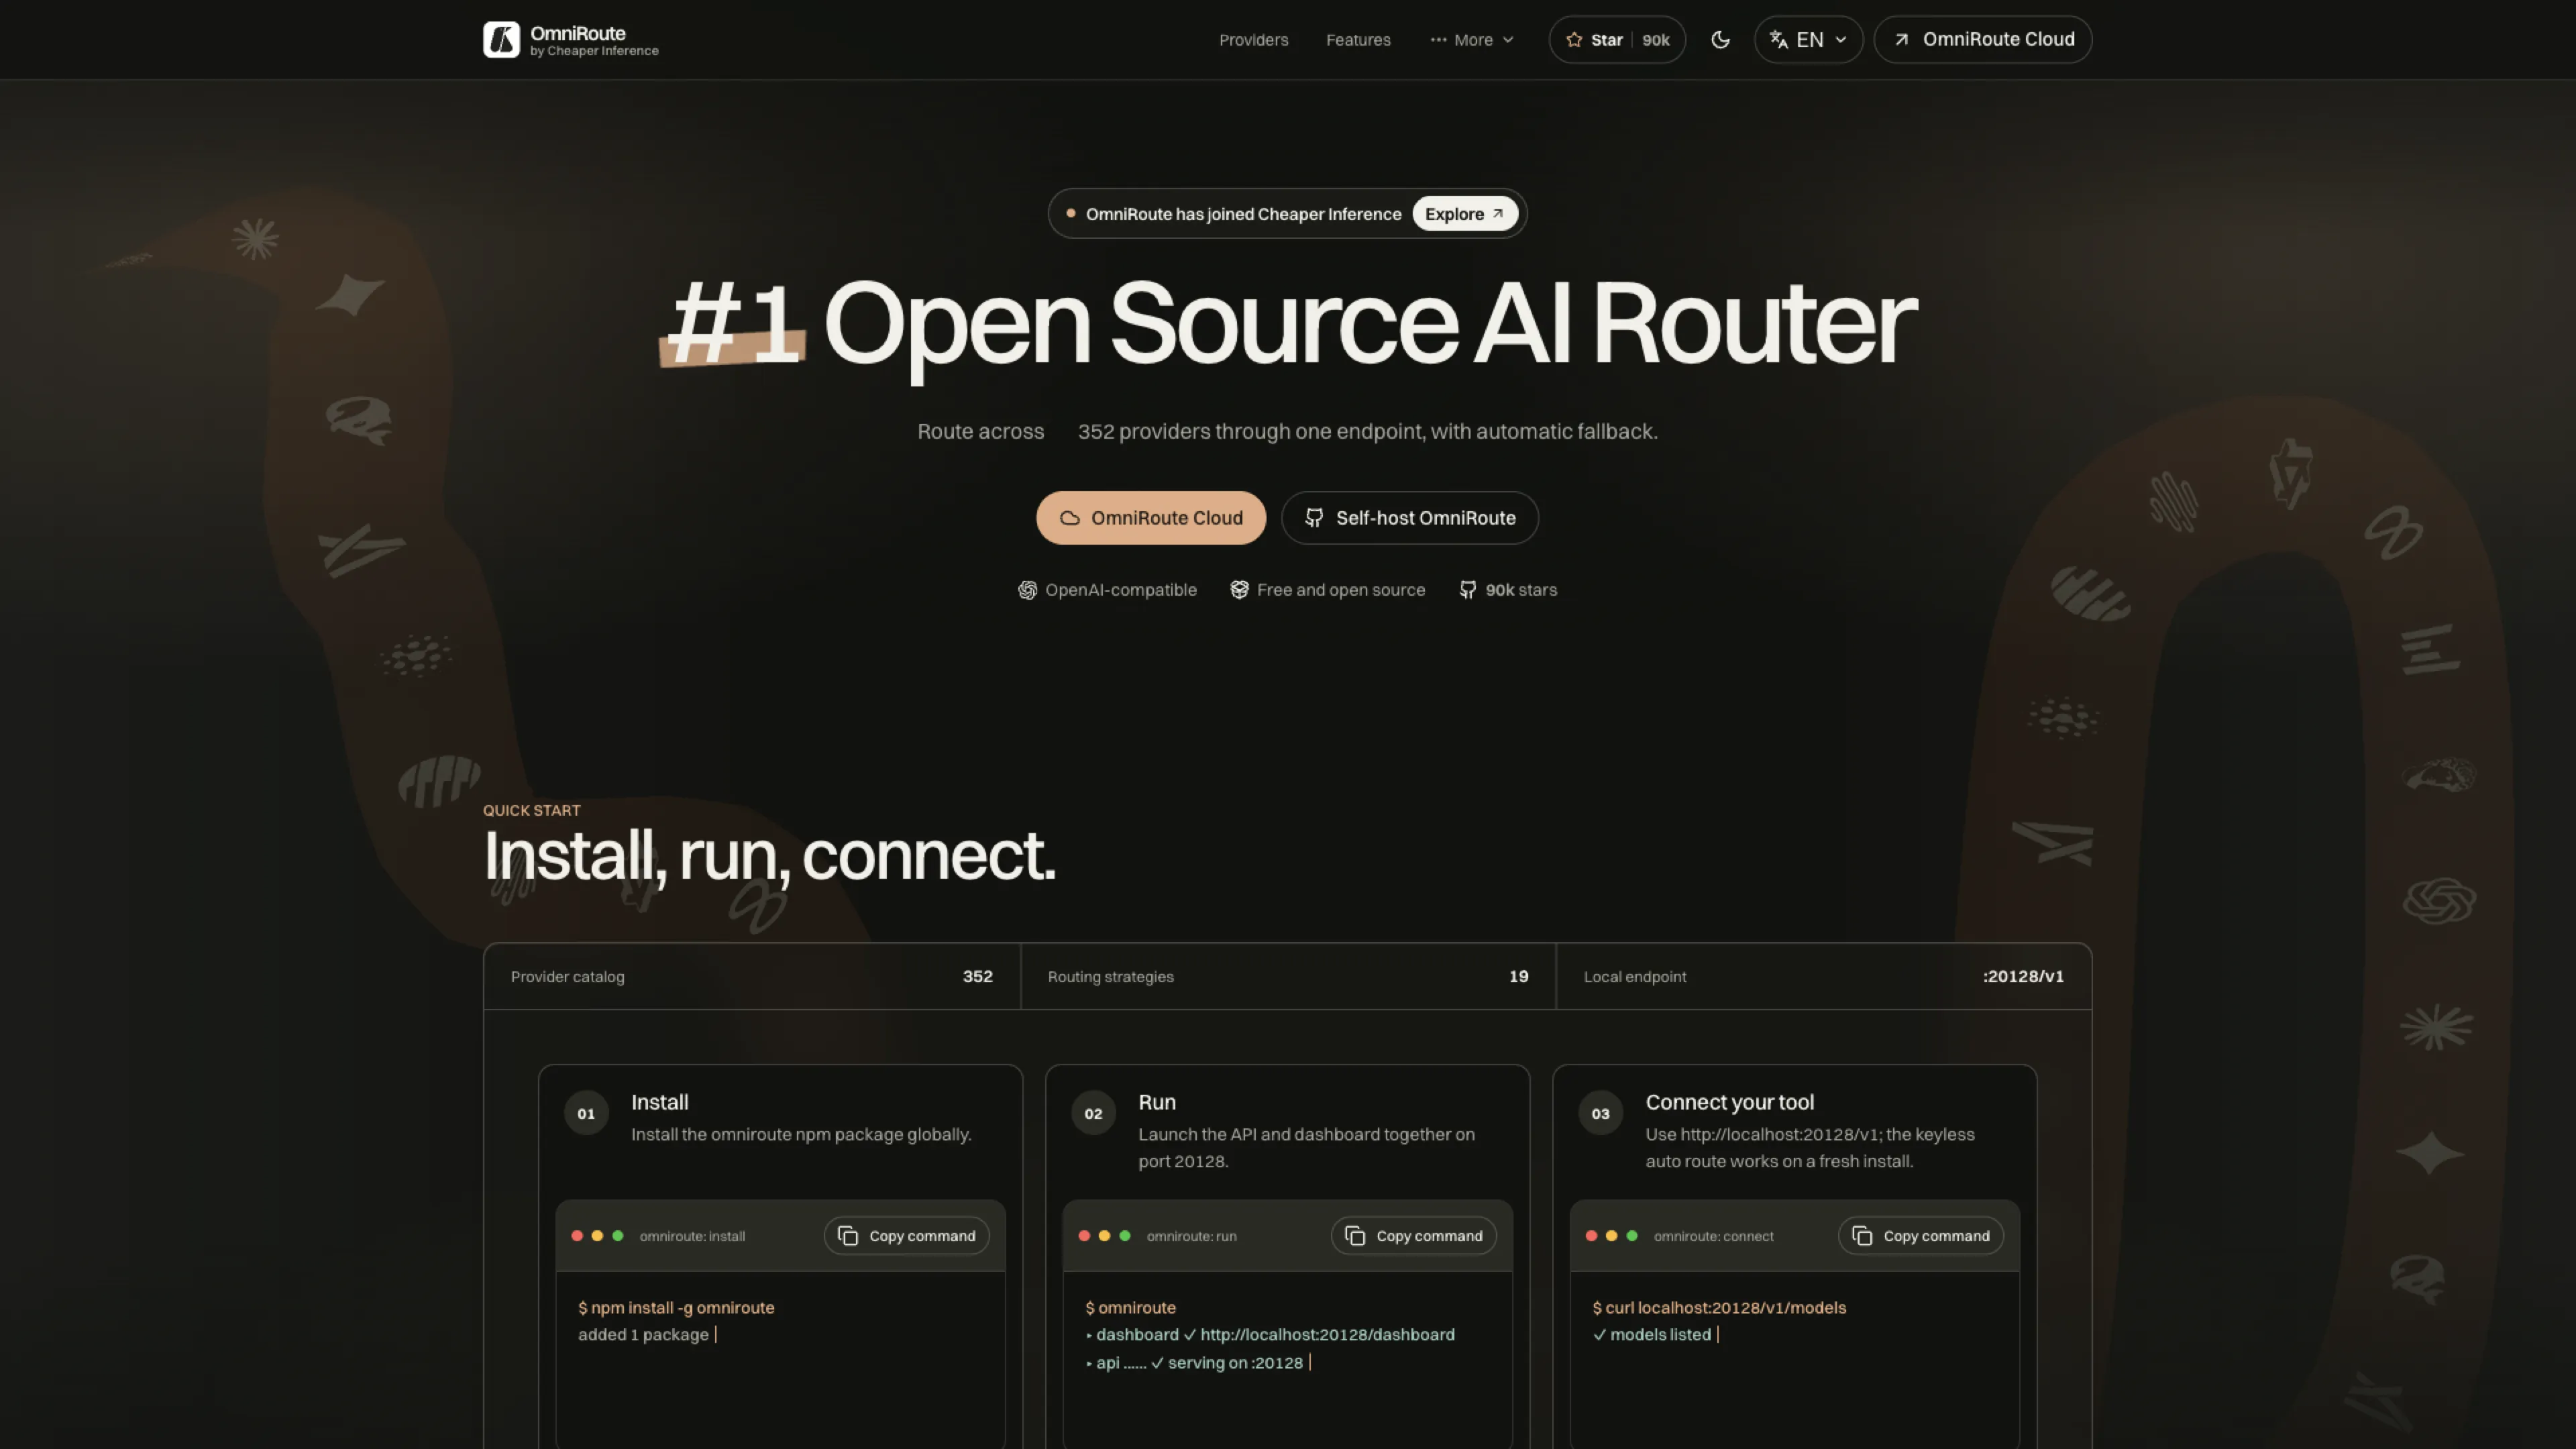 OmniRoute
by Cheaper Inference
Providers
Features
More
Star 90k
EN
OmniRoute Cloud
OmniRoute has joined Cheaper Inference
Explore
#1 Open Source AI Router
Route across 352 providers through one endpoint, with automatic fallback.
OmniRoute Cloud
Self-host OmniRoute
OpenAI-compatible
Free and open source
90k stars
QUICK START
Install, run, connect.
Provider catalog 352
Routing strategies 19
Local endpoint :20128/v1
01
Install
Install the omniroute npm package globally.
omniroute: install
Copy command
$ npm install -g omniroute
added 1 package
02
Run
Launch the API and dashboard together on
port 20128.
omniroute: run
Copy command
$ omniroute
▸ dashboard ✓ http://localhost:20128/dashboard
▸ api ...... ✓ serving on :20128
03
Connect your tool
Use http://localhost:20128/v1; the keyless
auto route works on a fresh install.
omniroute: connect
Copy command
$ curl localhost:20128/v1/models
✓ models listed